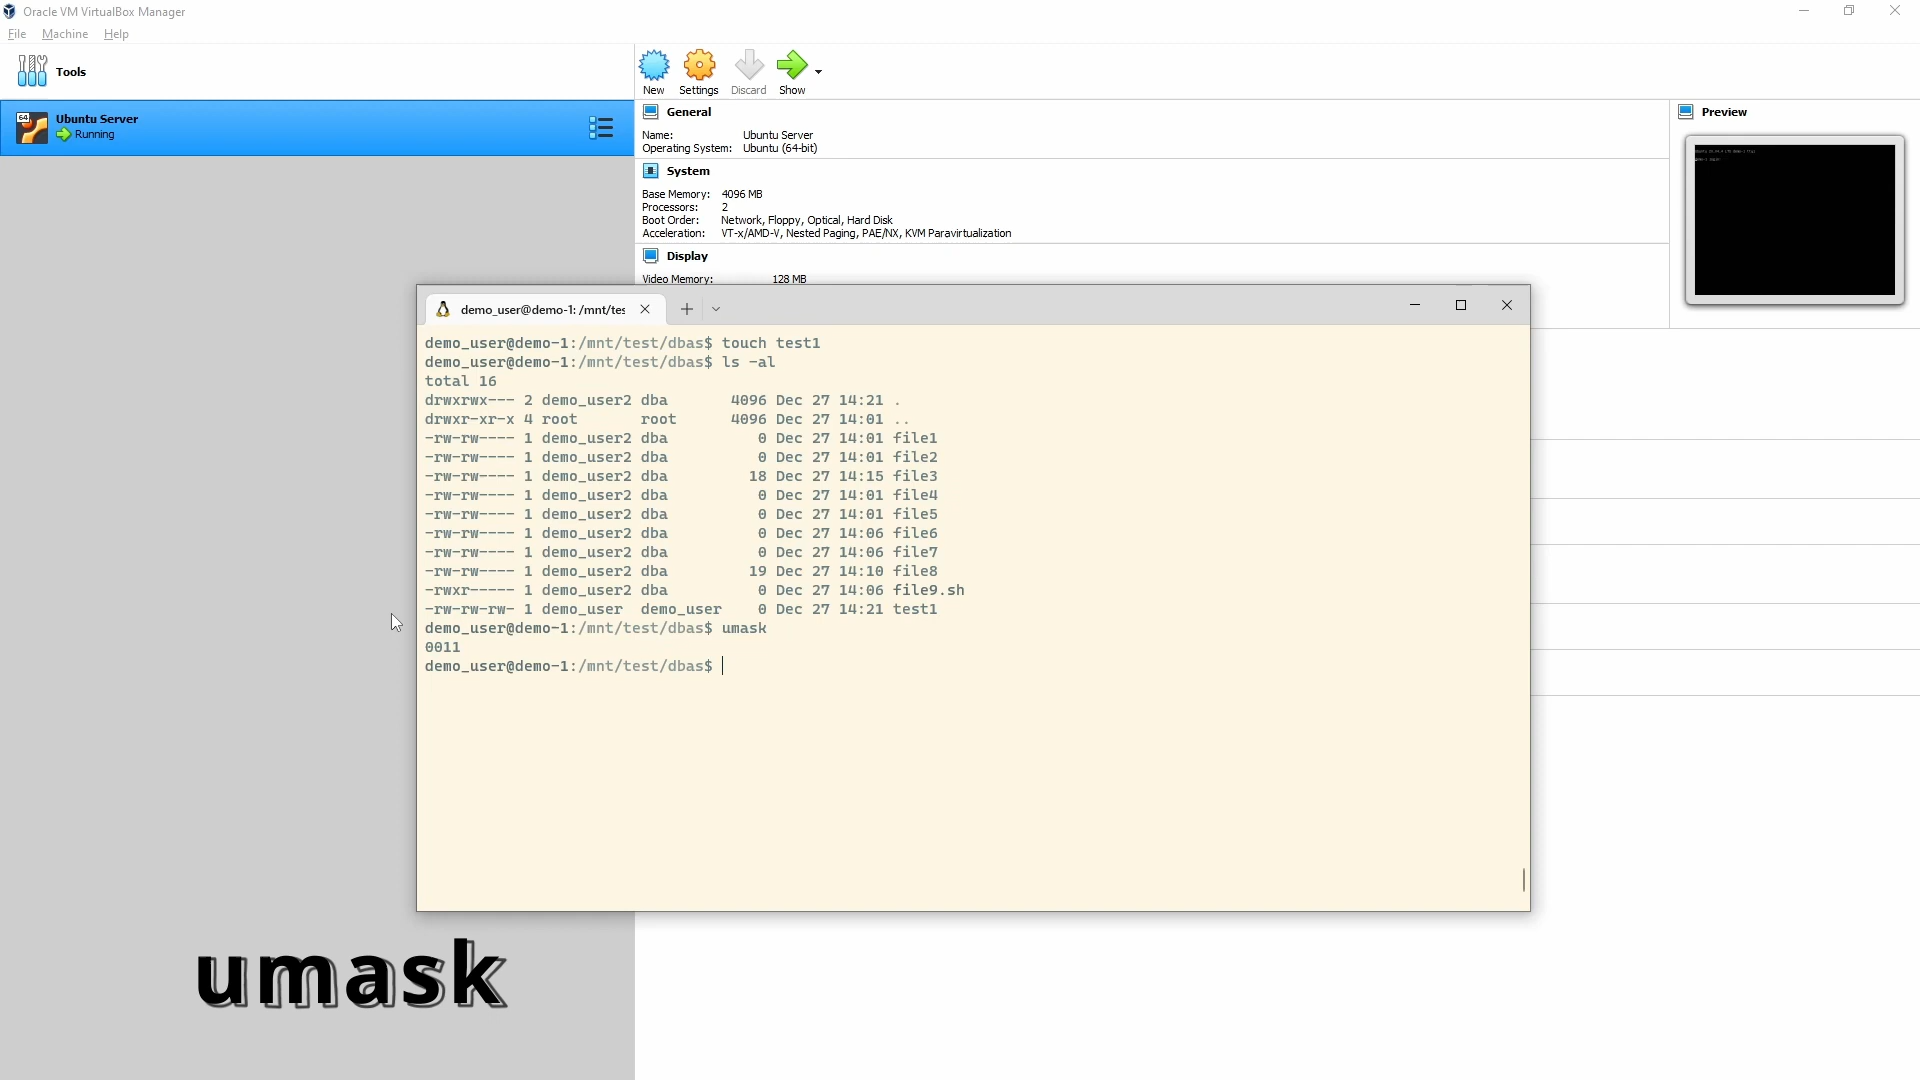 Oracle VM VirtualBox Manager
File Machine Help
Tools
New Settings Discard Show
64
Ubuntu Server
Running
General
Name: Ubuntu Server
Operating System: Ubuntu (64-bit)
System
Base Memory: 4096 MB
Processors: 2
Boot Order: Network, Floppy, Optical, Hard Disk
Acceleration: VT-x/AMD-V, Nested Paging, PAE/NX, KVM Paravirtualization
Display
Video Memory: 128 MB
Preview
demo_user@demo-1: /mnt/tes
demo_user@demo-1:/mnt/test/dbas$ touch test1
demo_user@demo-1:/mnt/test/dbas$ ls -al
total 16
drwxrwx--- 2 demo_user2 dba 4096 Dec 27 14:21 .
drwxr-xr-x 4 root root 4096 Dec 27 14:01 ..
-rw-rw---- 1 demo_user2 dba 0 Dec 27 14:01 file1
-rw-rw---- 1 demo_user2 dba 0 Dec 27 14:01 file2
-rw-rw---- 1 demo_user2 dba 18 Dec 27 14:15 file3
-rw-rw---- 1 demo_user2 dba 0 Dec 27 14:01 file4
-rw-rw---- 1 demo_user2 dba 0 Dec 27 14:01 file5
-rw-rw---- 1 demo_user2 dba 0 Dec 27 14:06 file6
-rw-rw---- 1 demo_user2 dba 0 Dec 27 14:06 file7
-rw-rw---- 1 demo_user2 dba 19 Dec 27 14:10 file8
-rwxr----- 1 demo_user2 dba 0 Dec 27 14:06 file9.sh
-rw-rw-rw- 1 demo_user demo_user 0 Dec 27 14:21 test1
demo_user@demo-1:/mnt/test/dbas$ umask
0011
demo_user@demo-1:/mnt/test/dbas$
umask